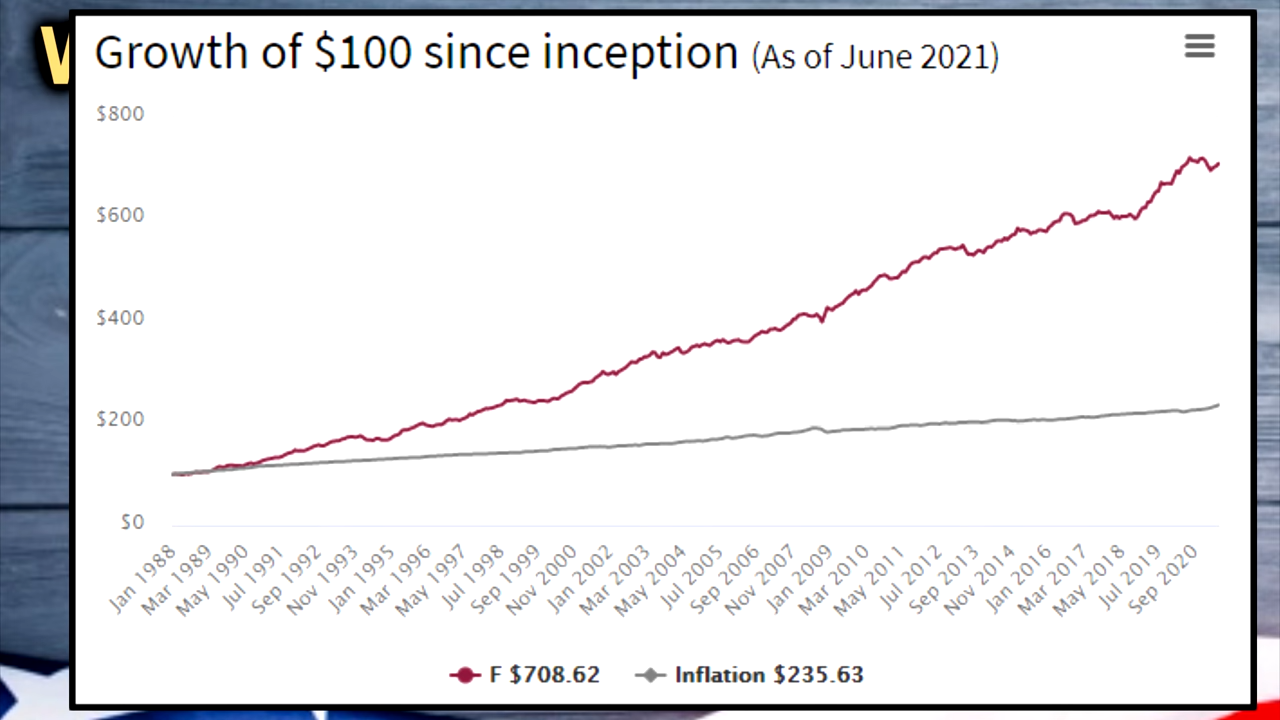 Growth of $100 since inception (As of June 2021)
$800
$600
$400
$200
$0
Jan 1988
Mar 1989
May 1990
Jul 1991
Sep 1992
Nov 1993
Jan 1995
Mar 1996
May 1997
Jul 1998
Sep 1999
Nov 2000
Jan 2002
Mar 2003
May 2004
Jul 2005
Sep 2006
Nov 2007
Jan 2009
Mar 2010
May 2011
Jul 2012
Sep 2013
Nov 2014
Jan 2016
Mar 2017
May 2018
Jul 2019
Sep 2020
F $708.62 Inflation $235.63